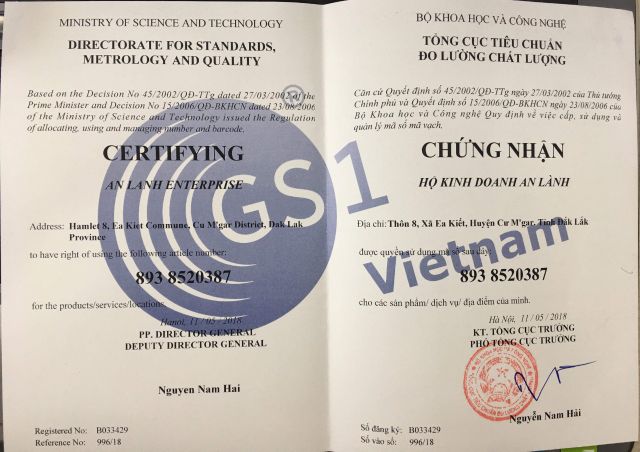 MINISTRY OF SCIENCE AND TECHNOLOGY
DIRECTORATE FOR STANDARDS,
METROLOGY AND QUALITY
Based on the Decision No 45/2002/QĐ-TTg dated 27/03/2002 of the
Prime Minister and Decision No 15/2006/QĐ-BKHCN dated 23/08/2006
of the Ministry of Science and Technology issued the Regulation
of allocating, using and managing number and barcode.
CERTIFYING
AN LANH ENTERPRISE
Address: Hamlet 8, Ea Kiet Commune, Cu M'gar District, Dak Lak
Province
to have right of using the following article number:
893 8520387
for the products/services/locations.
Hanoi, 11 / 05 / 2018
PP. DIRECTOR GENERAL
DEPUTY DIRECTOR GENERAL
Nguyen Nam Hai
Registered No: B033429
Reference No: 996/18
GS1
®
Vietnam
BỘ KHOA HỌC VÀ CÔNG NGHỆ
TỔNG CỤC TIÊU CHUẨN
ĐO LƯỜNG CHẤT LƯỢNG
Căn cứ Quyết định số 45/2002/QĐ-TTg ngày 27/03/2002 của Thủ tướng
Chính phủ và Quyết định số 15/2006/QĐ-BKHCN ngày 23/08/2006 của
Bộ Khoa học và Công nghệ Quy định về việc cấp, sử dụng và
quản lý mã số mã vạch.
CHỨNG NHẬN
HỘ KINH DOANH AN LÀNH
Địa chỉ: Thôn 8, Xã Ea Kiết, Huyện Cư M'gar, Tỉnh Đắk Lắk
được quyền sử dụng mã số sau đây:
893 8520387
cho các sản phẩm/ dịch vụ/ địa điểm của mình.
Hà Nội, 11 / 05 / 2018
KT. TỔNG CỤC TRƯỞNG
PHÓ TỔNG CỤC TRƯỞNG
Nguyễn Nam Hải
Số đăng ký: B033429
Số vào sổ: 996/18